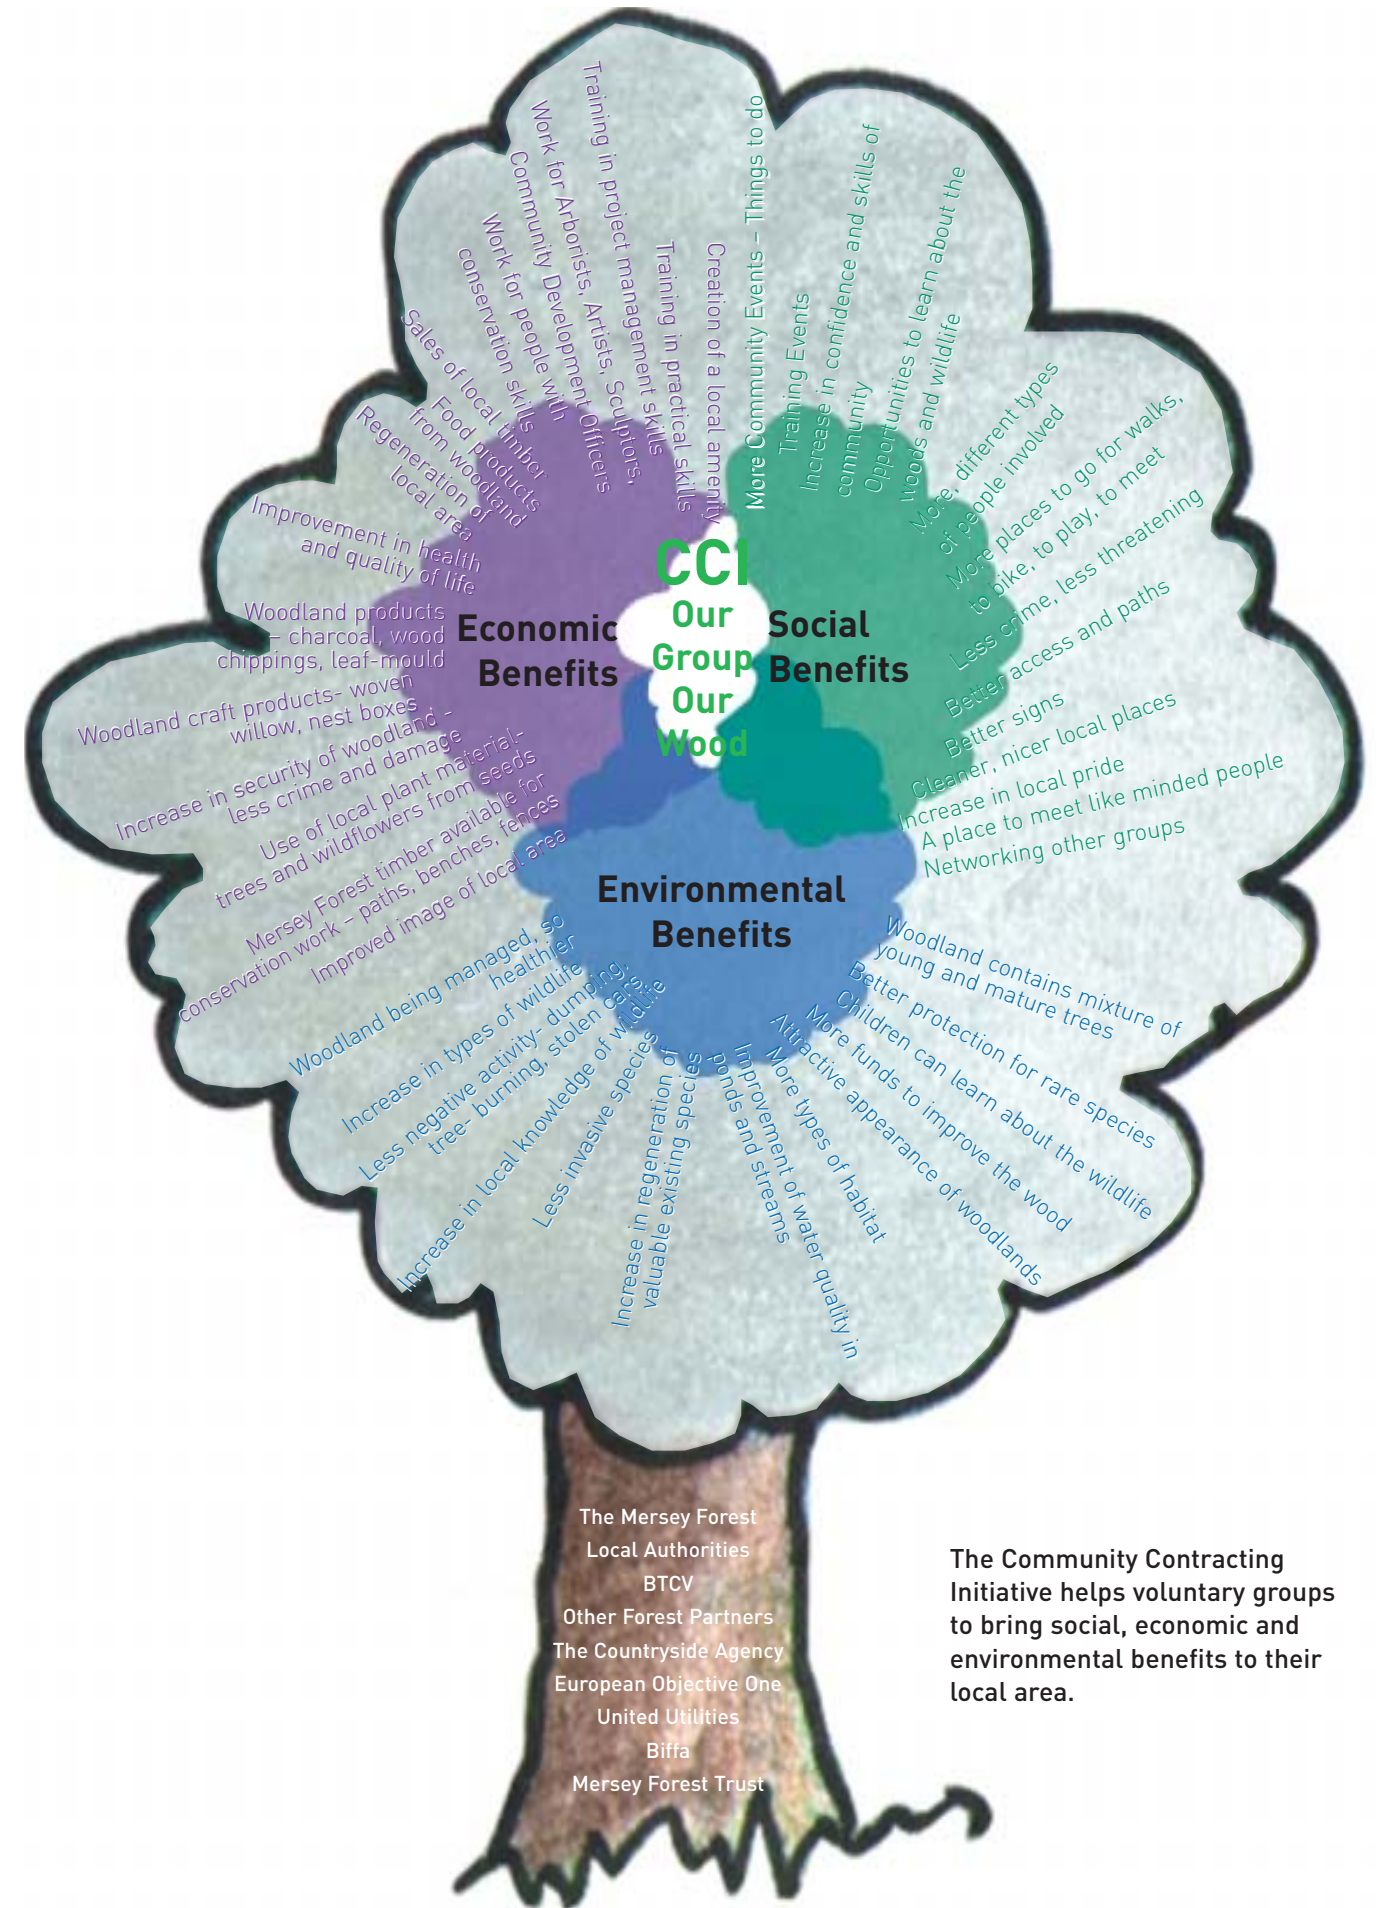 Training in project management skills
Work for Arborists, Artists, Sculptors,
Community Development Officers
Work for people with
conservation skills
Training in practical skills
Creation of a local amenity
Sales of local timber
Food products
from woodland
Regeneration of
local area
Improvement in health
and quality of life
Woodland products
– charcoal, wood
chippings, leaf-mould
Woodland craft products- woven
willow, nest boxes
Increase in security of woodland -
less crime and damage
Use of local plant material-
trees and wildflowers from seeds
Mersey Forest timber available for
conservation work – paths, benches, fences
Improved image of local area
More Community Events – Things to do
Training Events
Increase in confidence and skills of
community
Opportunities to learn about the
woods and wildlife
More, different types
of people involved
More places to go for walks,
to bike, to play, to meet
Less crime, less threatening
Better access and paths
Better signs
Cleaner, nicer local places
Increase in local pride
A place to meet like minded people
Networking other groups
CCI
Our
Group
Our
Wood
Economic
Benefits
Social
Benefits
Environmental
Benefits
Woodland being managed, so
healthier
Increase in types of wildlife
Less negative activity- dumping,
tree- burning, stolen cars
Increase in local knowledge of wildlife
Less invasive species
Increase in regeneration of
valuable existing species
Improvement of water quality in
ponds and streams
More types of habitat
Attractive appearance of woodlands
More funds to improve the wood
Children can learn about the wildlife
Better protection for rare species
Woodland contains mixture of
young and mature trees
The Mersey Forest
Local Authorities
BTCV
Other Forest Partners
The Countryside Agency
European Objective One
United Utilities
Biffa
Mersey Forest Trust
The Community Contracting
Initiative helps voluntary groups
to bring social, economic and
environmental benefits to their
local area.